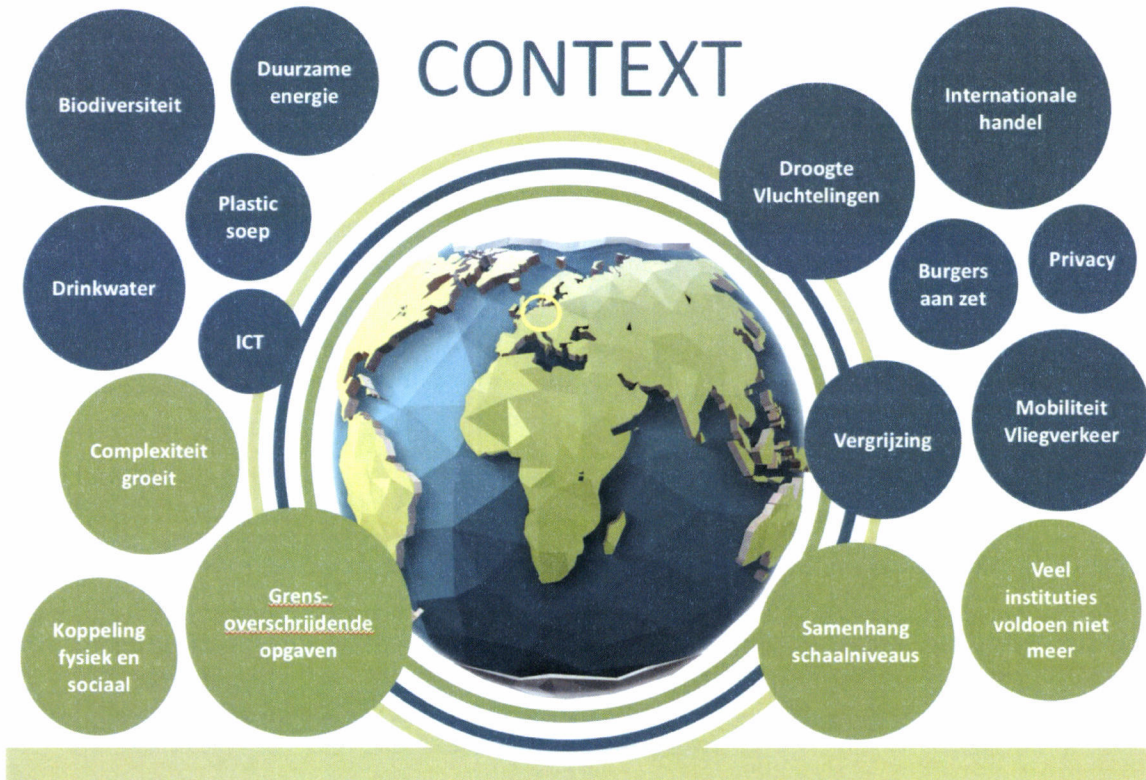 CONTEXT
Biodiversiteit
Duurzame
energie
Plastic
soep
Drinkwater
ICT
Complexiteit
groeit
Grens-
overschrijdende
opgaven
Koppeling
fysiek en
sociaal
Internationale
handel
Droogte
Vluchtelingen
Burgers
aan zet
Privacy
Vergrijzing
Mobiliteit
Vliegverkeer
Samenhang
schaalniveaus
Veel
instituties
voldoen niet
meer